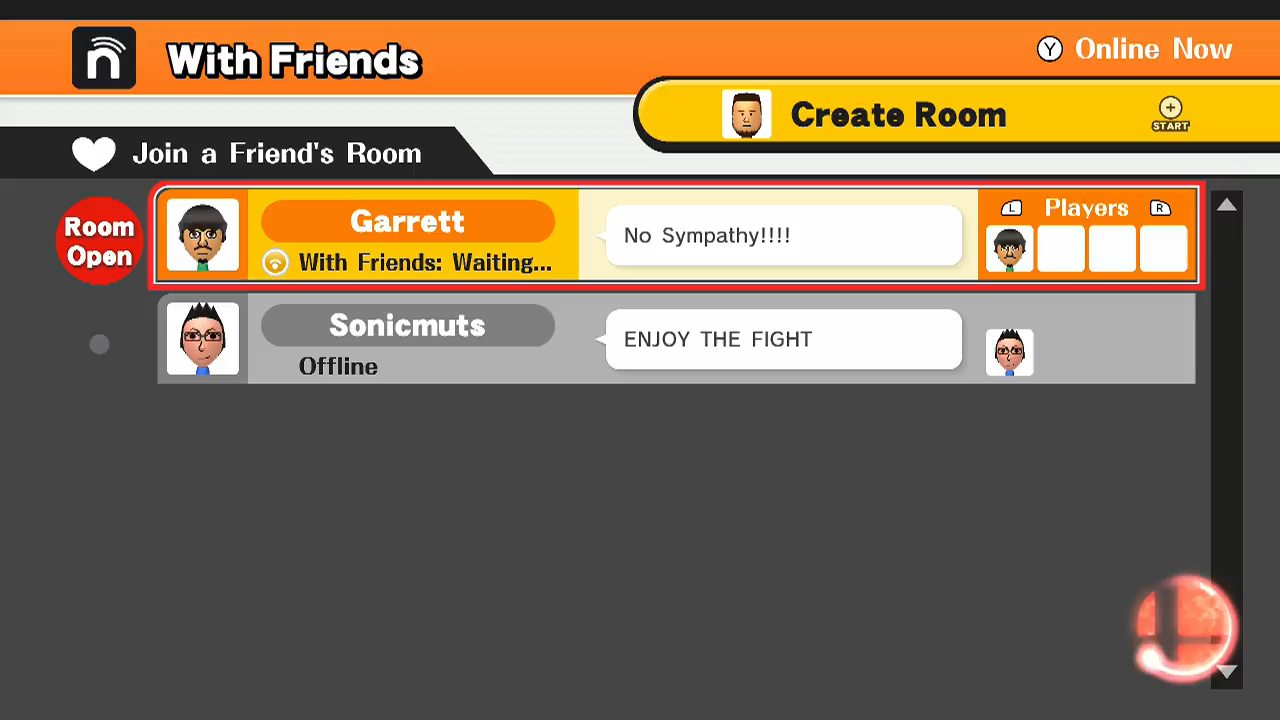 With Friends
Y Online Now
Create Room
START
Join a Friend's Room
Room
Open
Garrett
With Friends: Waiting...
No Sympathy!!!!
L Players R
Sonicmuts
Offline
ENJOY THE FIGHT